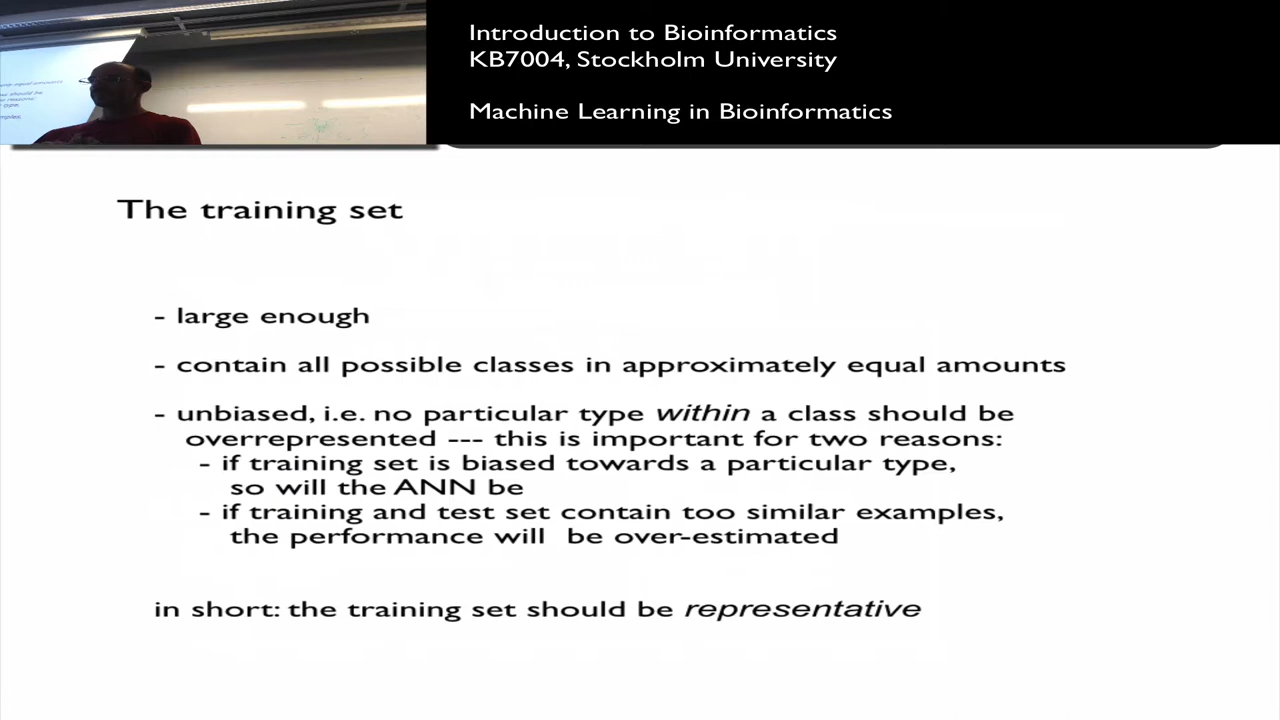 Introduction to Bioinformatics
KB7004, Stockholm University
Machine Learning in Bioinformatics
The training set
- large enough
- contain all possible classes in approximately equal amounts
- unbiased, i.e. no particular type within a class should be
overrepresented --- this is important for two reasons:
- if training set is biased towards a particular type,
so will the ANN be
- if training and test set contain too similar examples,
the performance will be over-estimated
in short: the training set should be representative